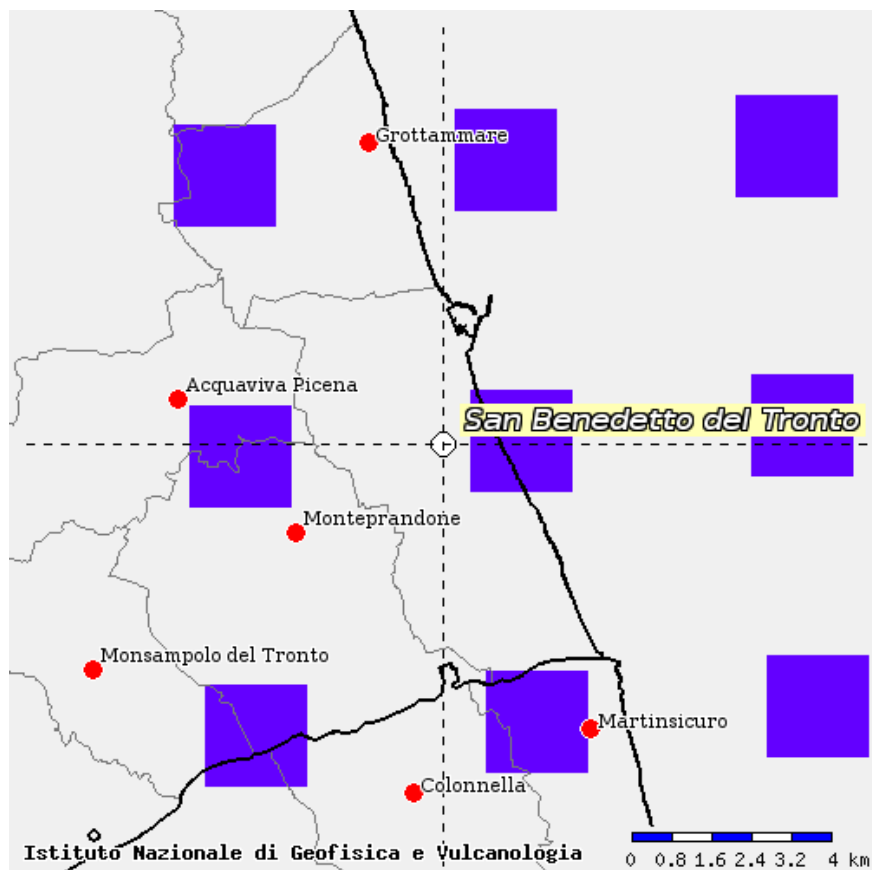 Grottammare
Acquaviva Picena
San Benedetto del Tronto
Monteprandone
Monsampolo del Tronto
Martinsicuro
Colonnella
Istituto Nazionale di Geofisica e Vulcanologia
0 0.8 1.6 2.4 3.2 4 km